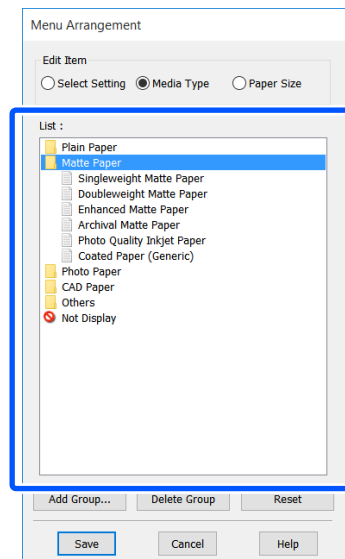 Menu Arrangement
Edit Item
Select Setting Media Type Paper Size
List :
Plain Paper
Matte Paper
Singleweight Matte Paper
Doubleweight Matte Paper
Enhanced Matte Paper
Archival Matte Paper
Photo Quality Inkjet Paper
Coated Paper (Generic)
Photo Paper
CAD Paper
Others
Not Display
Add Group... Delete Group Reset
Save Cancel Help